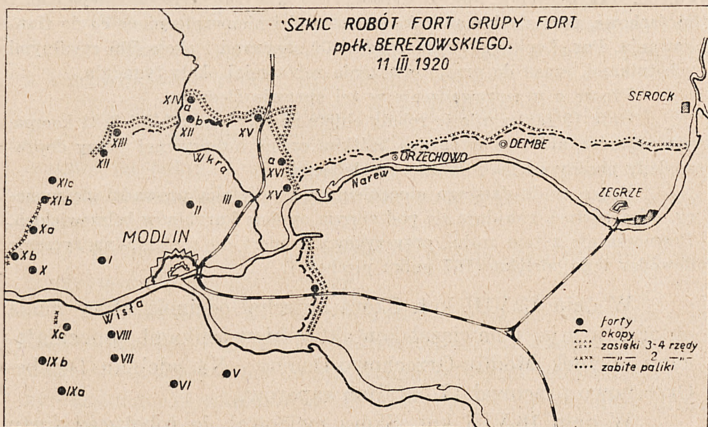 SZKIC ROBÓT FORT GRUPY FORT
ppłk. BEREZOWSKIEGO.
11 III. 1920
SEROCK
XIV
a
b
XII
XV
XIII
XII
Wkra
a
XVI
ORZECHOWO
DEMBE
XV
Narew
XIc
XIb
ZEGRZE
II
III
Xa
MODLIN
Xb
X
I
Wisła
Xc
VIII
IXb
VII
IXa
VI
V
forty
okopy
zasieki 3-4 rzędy
—„— 2 —„—
zabite paliki